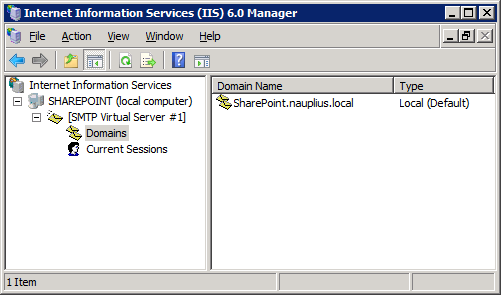 Internet Information Services (IIS) 6.0 Manager
File Action View Window Help
Internet Information Services
SHAREPOINT (local computer)
[SMTP Virtual Server #1]
Domains
Current Sessions
Domain Name Type
SharePoint.nauplius.local Local (Default)
1 Item